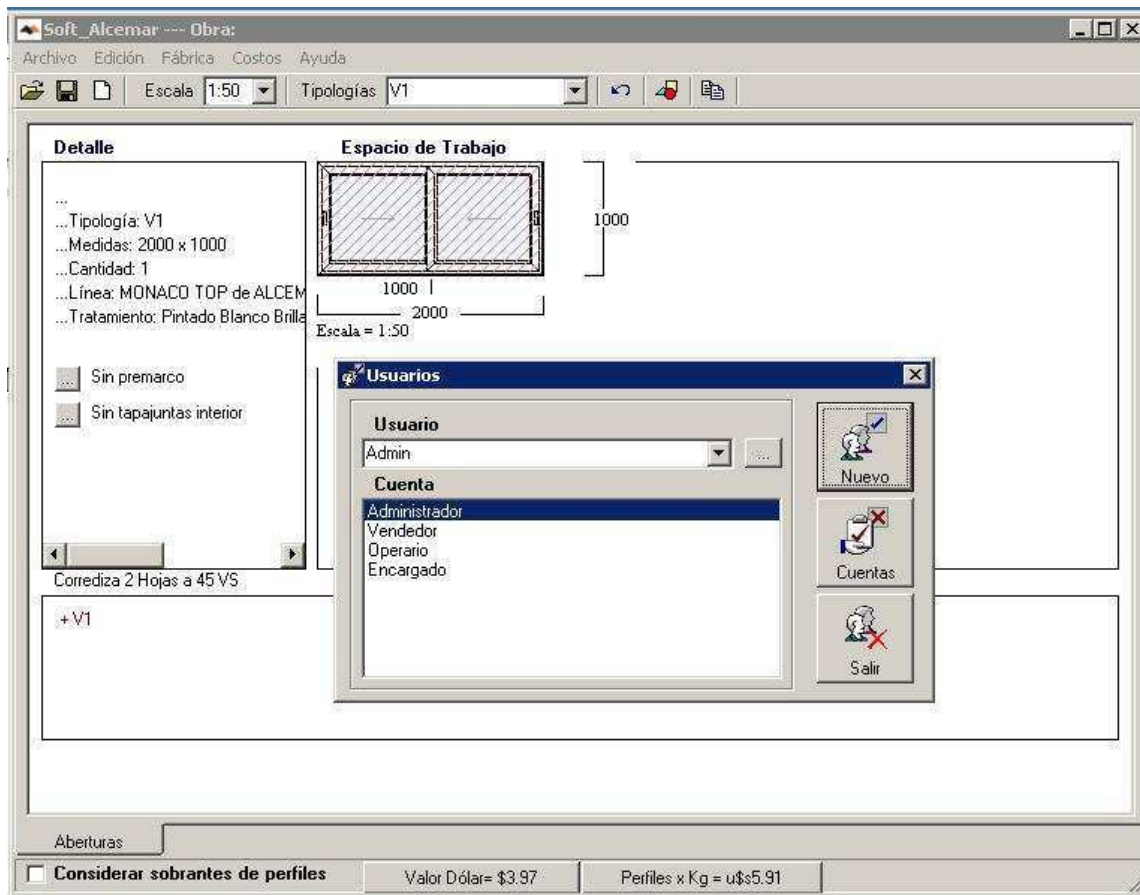 Soft_Alcemar --- Obra:
Archivo Edición Fábrica Costos Ayuda
Escala 1:50 Tipologías V1
Detalle
...
...Tipología: V1
...Medidas: 2000 x 1000
...Cantidad: 1
...Línea: MONACO TOP de ALCEM
...Tratamiento: Pintado Blanco Brilla
... Sin premarco
... Sin tapajuntas interior
Corrediza 2 Hojas a 45 VS
Espacio de Trabajo
1000
1000
2000
Escala = 1:50
Usuarios
Usuario
Admin
...
Cuenta
Administrador
Vendedor
Operario
Encargado
Nuevo
Cuentas
Salir
+ V1
Aberturas
Considerar sobrantes de perfiles
Valor Dólar= $3.97
Perfiles x Kg = u$s5.91